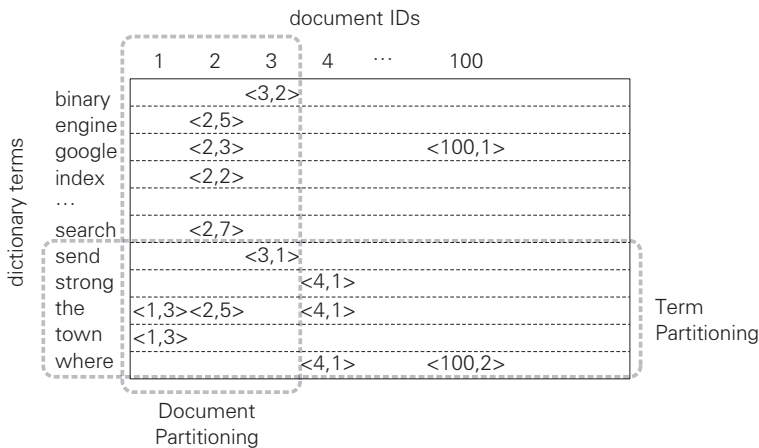 document IDs
1 2 3 4 ... 100
dictionary terms
binary <3,2>
engine <2,5>
google <2,3> <100,1>
index <2,2>
...
search <2,7>
send <3,1>
strong <4,1>
the <1,3> <2,5> <4,1>
town <1,3>
where <4,1> <100,2>
Term
Partitioning
Document
Partitioning